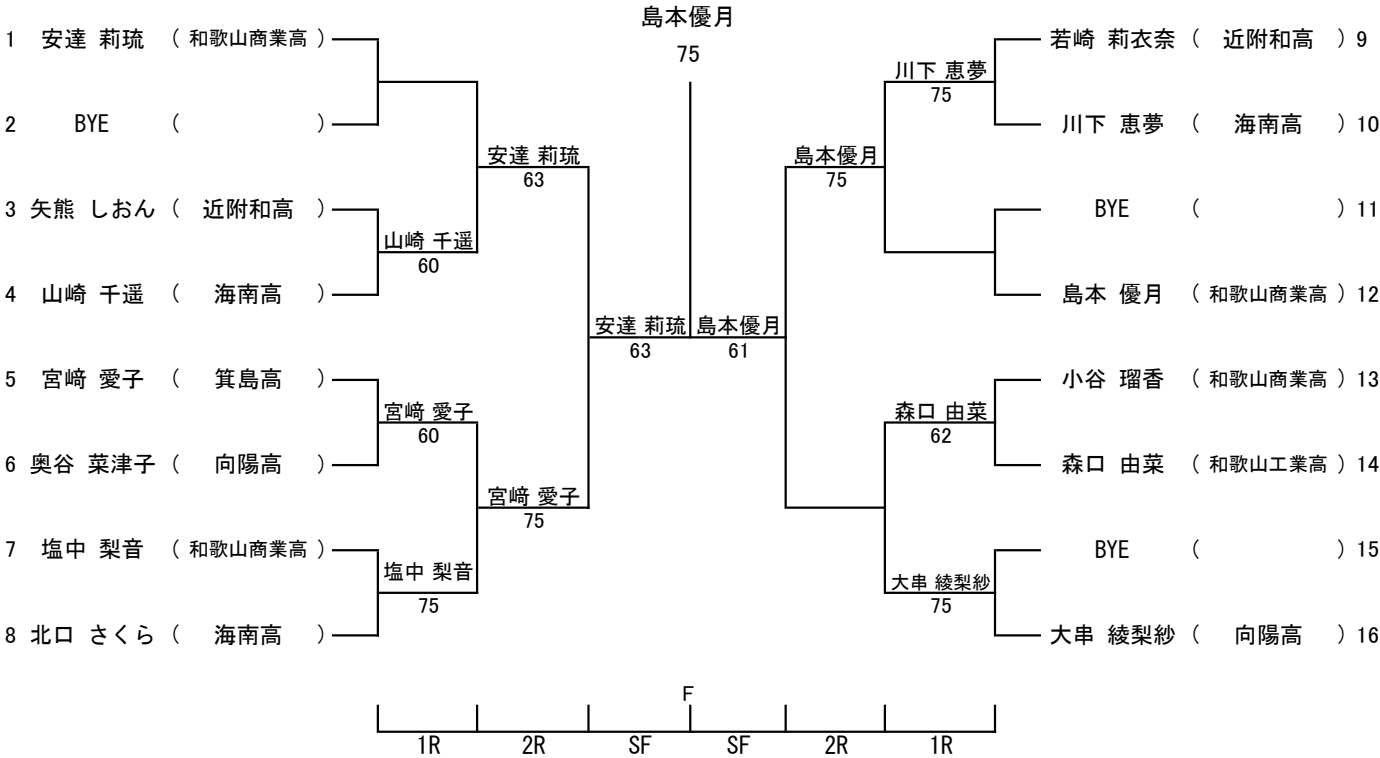 島本優月
75
1 安達 莉琉 ( 和歌山商業高 )
2 BYE ( )
3 矢熊 しおん ( 近附和高 )
4 山崎 千遥 ( 海南高 )
5 宮﨑 愛子 ( 箕島高 )
6 奥谷 菜津子 ( 向陽高 )
7 塩中 梨音 ( 和歌山商業高 )
8 北口 さくら ( 海南高 )
山崎 千遥
60
宮﨑 愛子
60
塩中 梨音
75
安達 莉琉
63
宮﨑 愛子
75
安達 莉琉
63
島本優月
61
島本優月
75
川下 恵夢
75
森口 由菜
62
大串 綾梨紗
75
若崎 莉衣奈 ( 近附和高 ) 9
川下 恵夢 ( 海南高 ) 10
BYE ( ) 11
島本 優月 ( 和歌山商業高 ) 12
小谷 瑠香 ( 和歌山商業高 ) 13
森口 由菜 ( 和歌山工業高 ) 14
BYE ( ) 15
大串 綾梨紗 ( 向陽高 ) 16
F
1R 2R SF SF 2R 1R